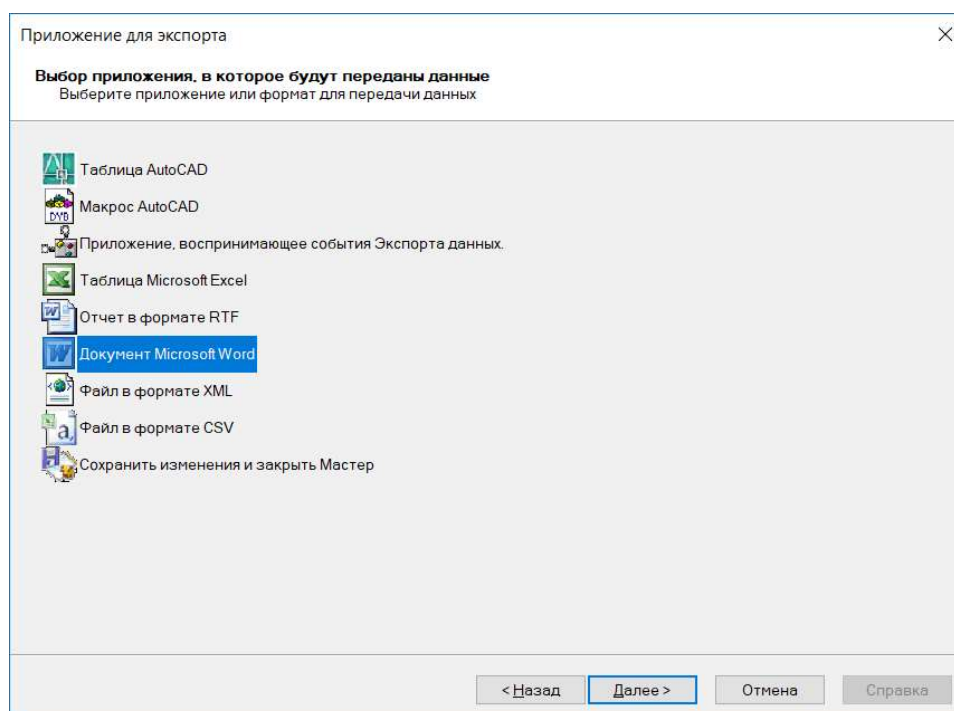 Приложение для экспорта
Выбор приложения, в которое будут переданы данные
Выберите приложение или формат для передачи данных
Таблица AutoCAD
Макрос AutoCAD
DVB
Приложение, воспринимающее события Экспорта данных.
Таблица Microsoft Excel
Отчет в формате RTF
Документ Microsoft Word
Файл в формате XML
Файл в формате CSV
Сохранить изменения и закрыть Мастер
< Назад
Далее >
Отмена
Справка